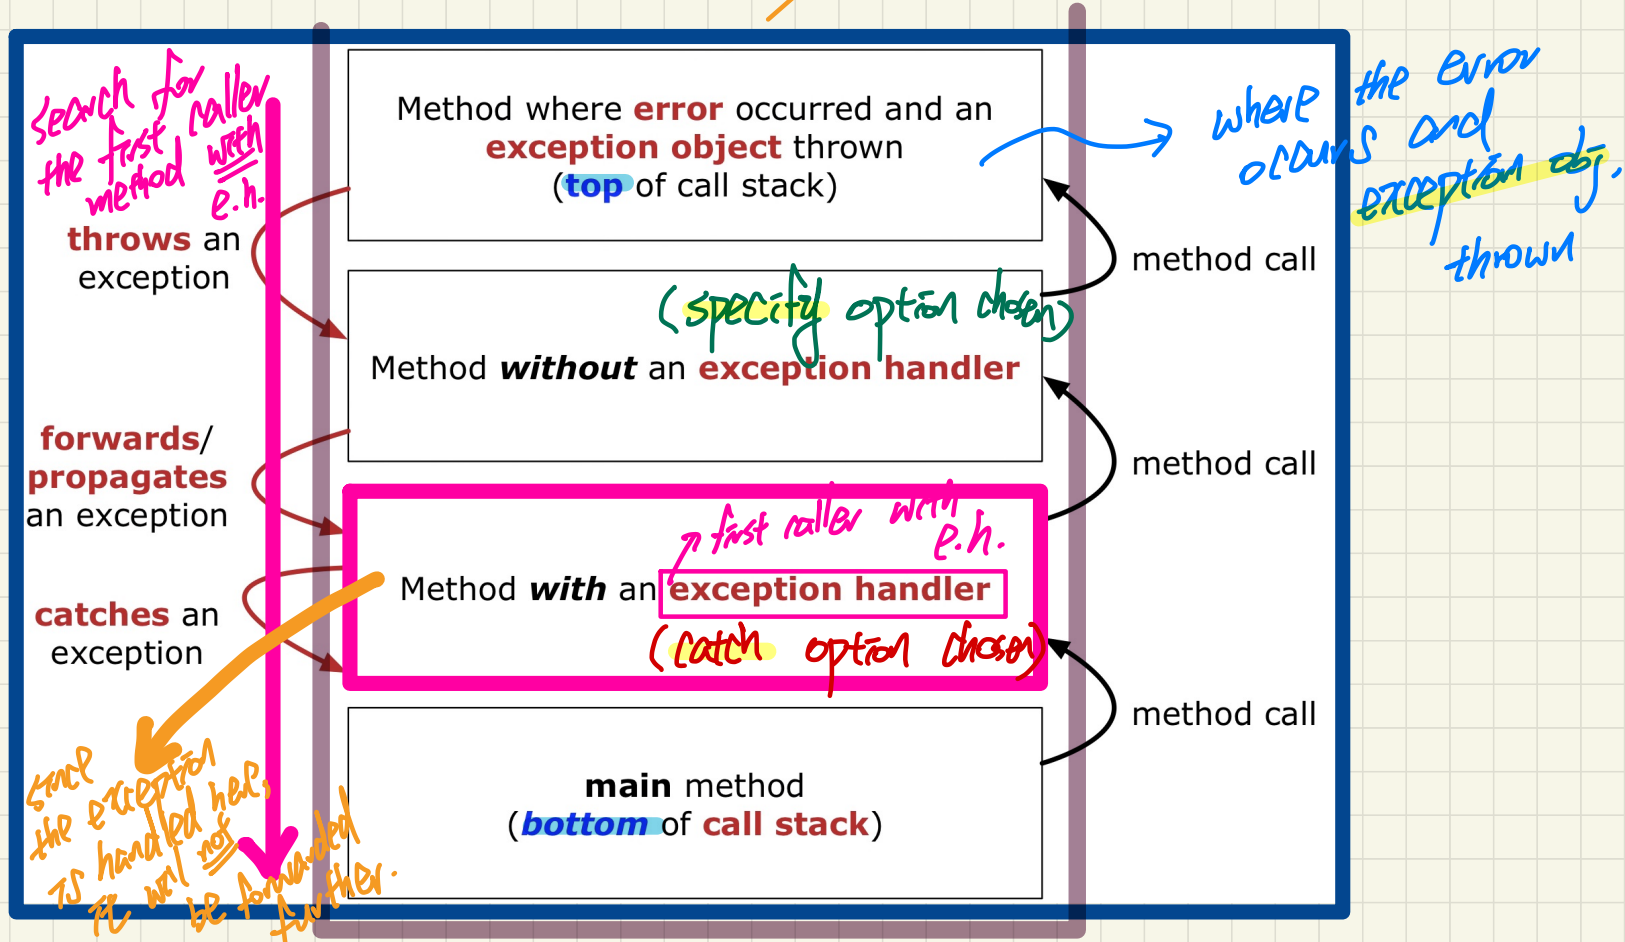 search for
the first caller
method with
e.h.
throws an
exception
forwards/
propagates
an exception
catches an
exception
since
the exception
is handled here,
it will not
be forwarded
further.
Method where error occurred and an
exception object thrown
(top of call stack)
(specify option chosen)
Method without an exception handler
first caller with
e.h.
Method with an exception handler
(catch option chosen)
main method
(bottom of call stack)
method call
method call
method call
where the error
occurs and
exception obj.
thrown